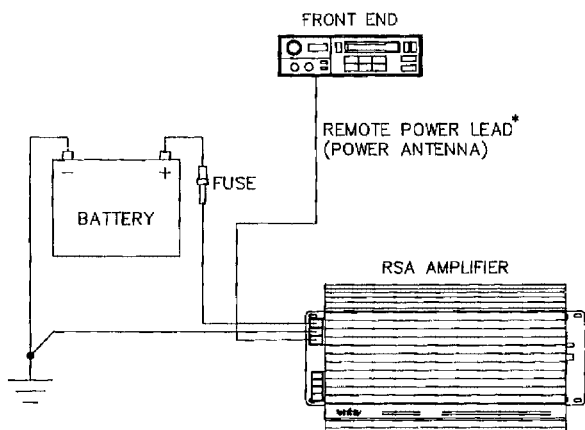 FRONT END
REMOTE POWER LEAD*
(POWER ANTENNA)
- +
FUSE
BATTERY
RSA AMPLIFIER